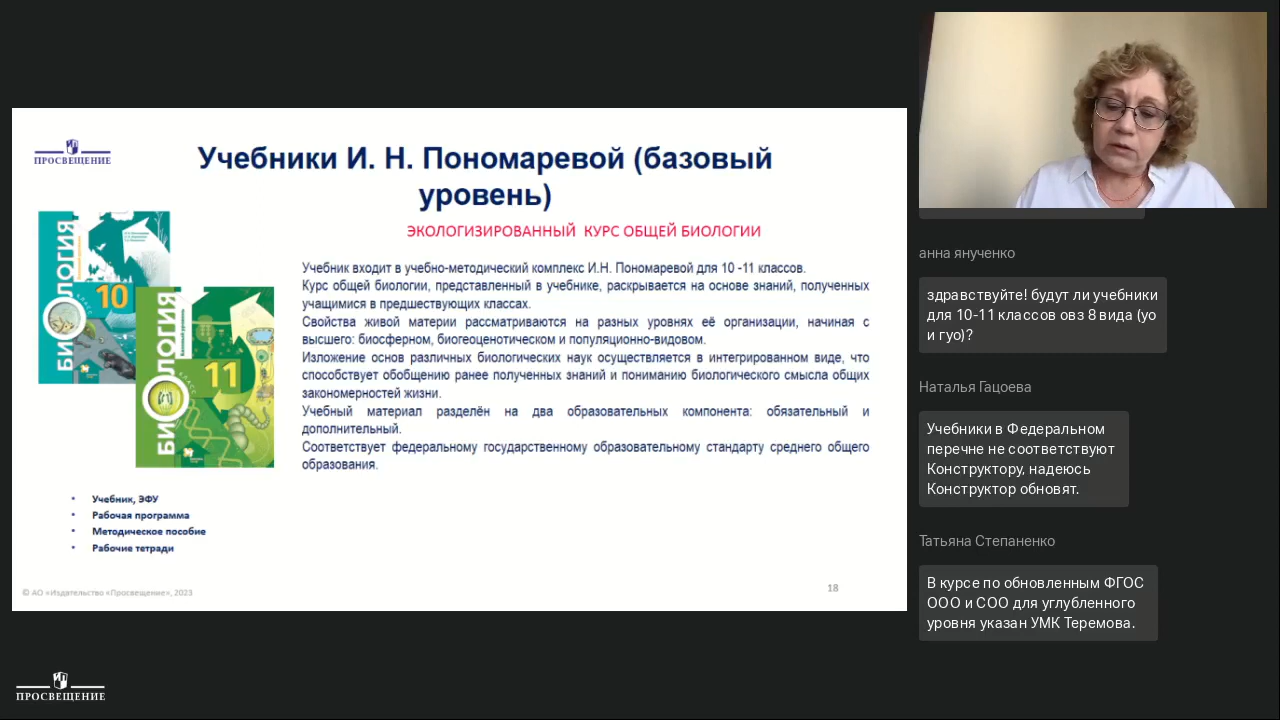 ПРОСВЕЩЕНИЕ
Учебники И. Н. Пономаревой (базовый
уровень)
ЭКОЛОГИЗИРОВАННЫЙ КУРС ОБЩЕЙ БИОЛОГИИ
БИОЛОГИЯ
10
КЛАСС
БИОЛОГИЯ
11
КЛАСС
Учебник входит в учебно-методический комплекс И.Н. Пономаревой для 10 -11 классов.
Курс общей биологии, представленный в учебнике, раскрывается на основе знаний, полученных
учащимися в предшествующих классах.
Свойства живой материи рассматриваются на разных уровнях её организации, начиная с
высшего: биосферном, биогеоценотическом и популяционно-видовом.
Изложение основ различных биологических наук осуществляется в интегрированном виде, что
способствует обобщению ранее полученных знаний и пониманию биологического смысла общих
закономерностей жизни.
Учебный материал разделён на два образовательных компонента: обязательный и
дополнительный.
Соответствует федеральному государственному образовательному стандарту среднего общего
образования.
• Учебник, ЭФУ
• Рабочая программа
• Методическое пособие
• Рабочие тетради
© АО «Издательство «Просвещение», 2023
18
ПРОСВЕЩЕНИЕ
анна янученко
здравствуйте! будут ли учебники
для 10-11 классов овз 8 вида (уо
и гуо)?
Наталья Гацоева
Учебники в Федеральном
перечне не соответствуют
Конструктору, надеюсь
Конструктор обновят.
Татьяна Степаненко
В курсе по обновленным ФГОС
ООО и СОО для углубленного
уровня указан УМК Теремова.